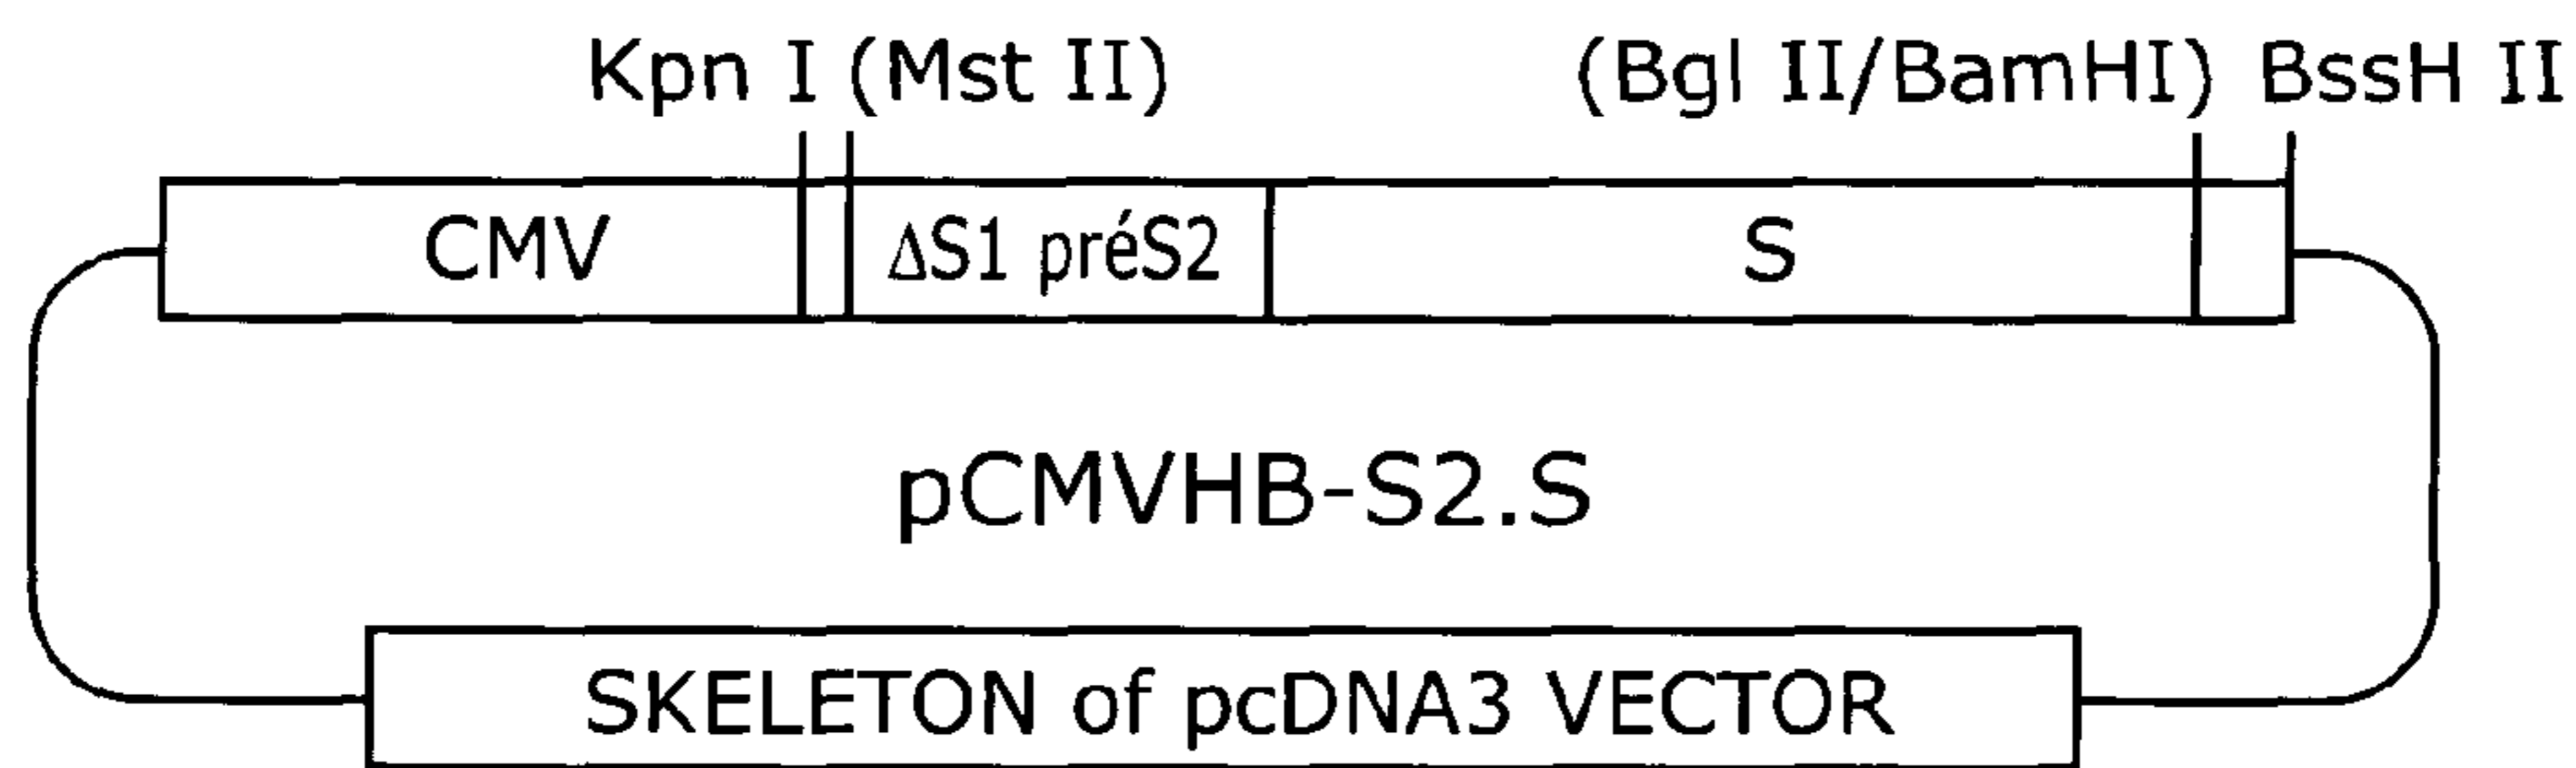 Kpn I (Mst II) (Bgl II/BamHI) BssH II
CMV ΔS1 préS2 S
pCMVHB-S2.S
SKELETON of pcDNA3 VECTOR